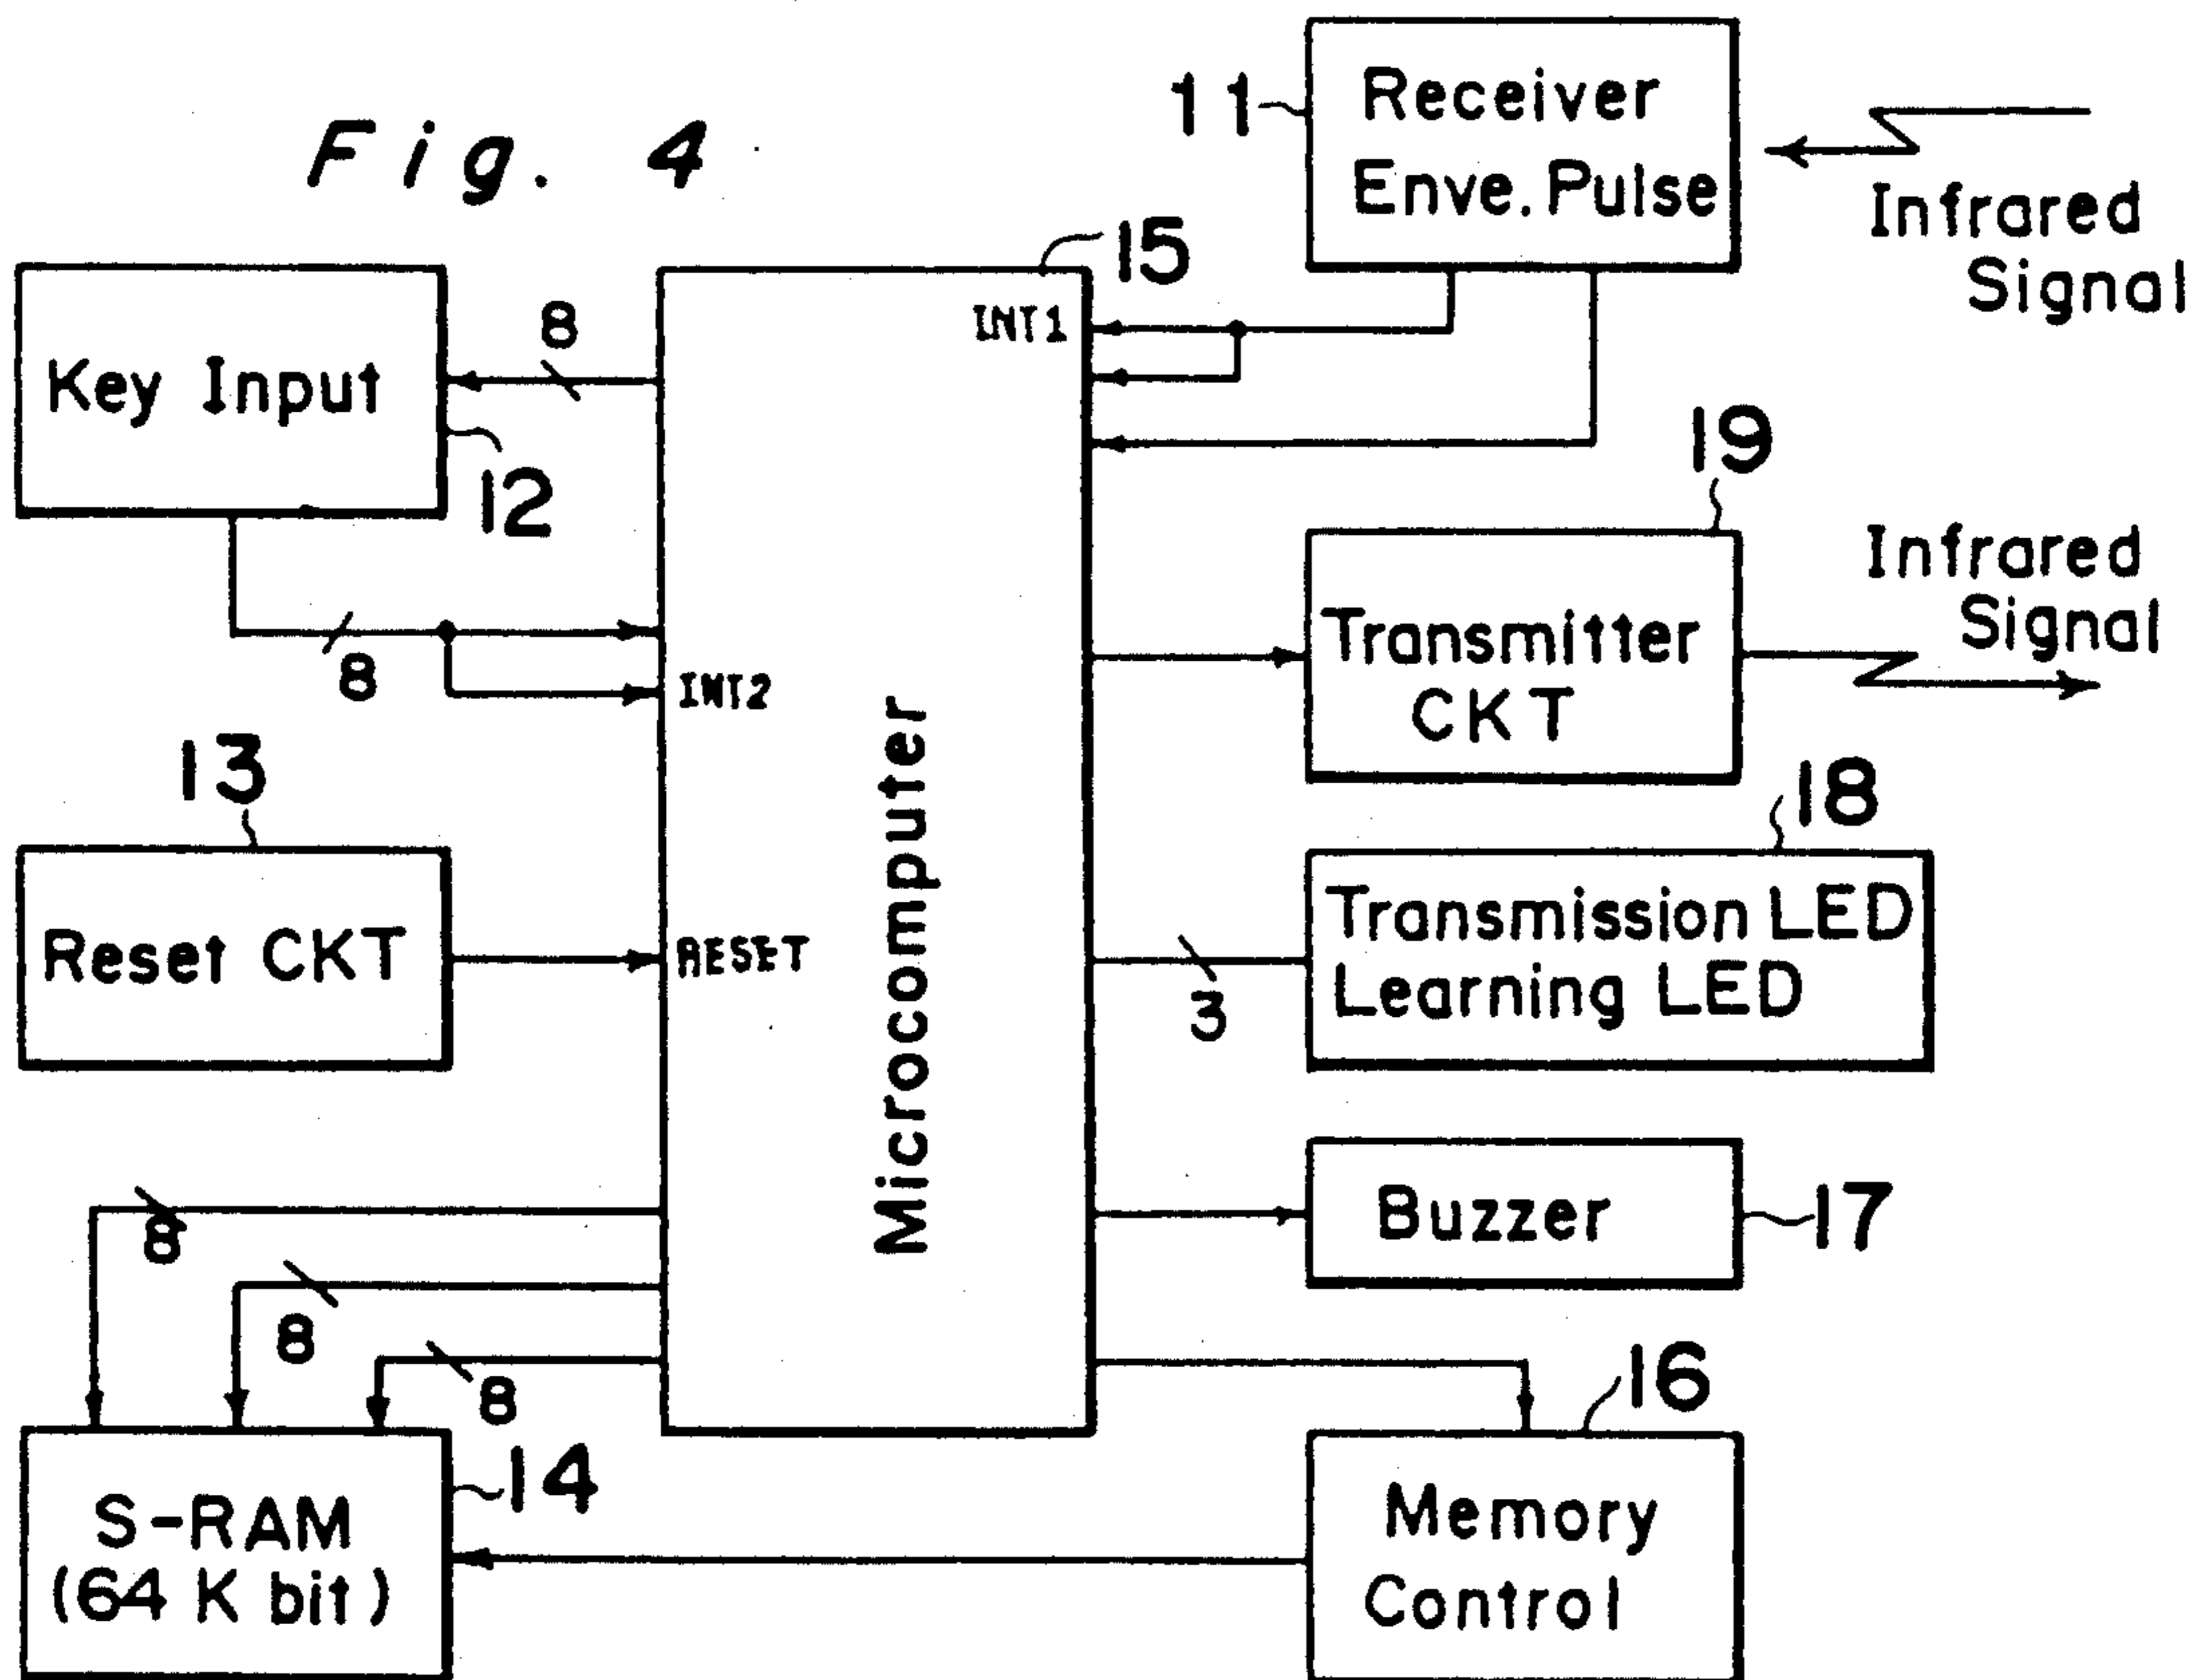 Fig. 4
11
Receiver
Enve. Pulse
Infrared
Signal
15
INT1
Key Input
8
12
8
INT2
19
Transmitter
CKT
Infrared
Signal
13
Reset CKT
RESET
Microcomputer
18
Transmission LED
Learning LED
3
Buzzer
17
8
8
8
14
S-RAM
(64 K bit)
16
Memory
Control